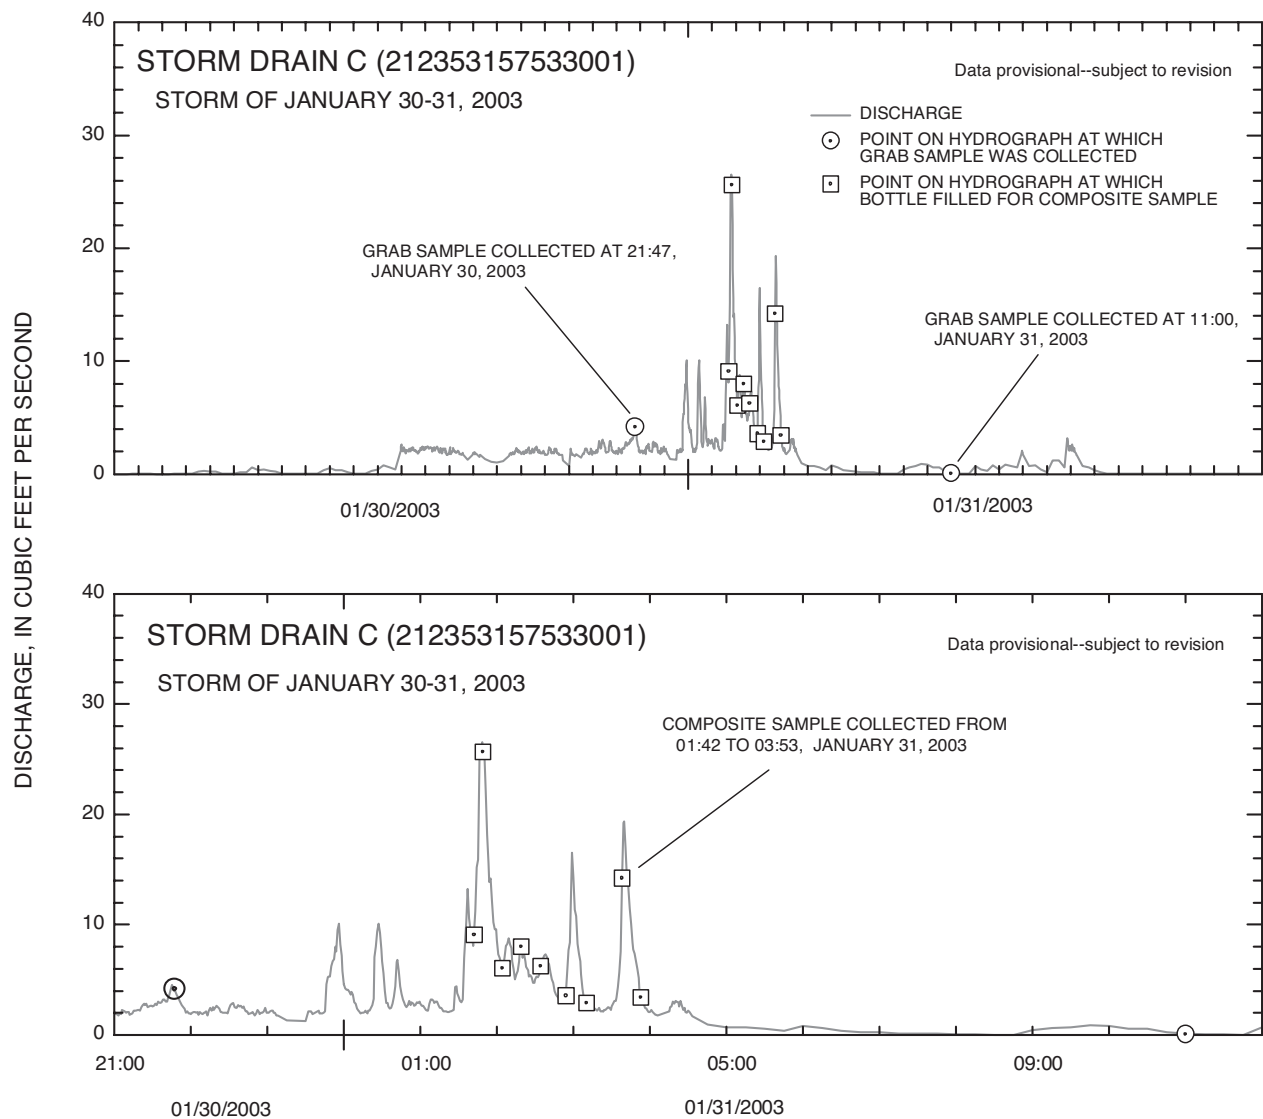 DISCHARGE, IN CUBIC FEET PER SECOND
40
30
20
10
0
STORM DRAIN C (212353157533001)
STORM OF JANUARY 30-31, 2003
Data provisional--subject to revision
DISCHARGE
POINT ON HYDROGRAPH AT WHICH
GRAB SAMPLE WAS COLLECTED
POINT ON HYDROGRAPH AT WHICH
BOTTLE FILLED FOR COMPOSITE SAMPLE
GRAB SAMPLE COLLECTED AT 21:47,
JANUARY 30, 2003
GRAB SAMPLE COLLECTED AT 11:00,
JANUARY 31, 2003
01/30/2003
01/31/2003
40
30
20
10
0
STORM DRAIN C (212353157533001)
STORM OF JANUARY 30-31, 2003
Data provisional--subject to revision
COMPOSITE SAMPLE COLLECTED FROM
01:42 TO 03:53, JANUARY 31, 2003
21:00
01:00
05:00
09:00
01/30/2003
01/31/2003